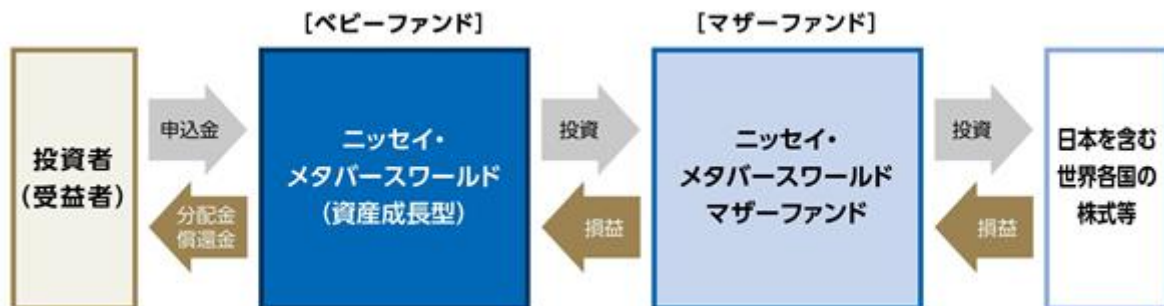 [ベビーファンド]
[マザーファンド]
投資者
(受益者)
申込金
分配金
償還金
ニッセイ・
メタバースワールド
(資産成長型)
投資
損益
ニッセイ・
メタバースワールド
マザーファンド
投資
損益
日本を含む
世界各国の
株式等